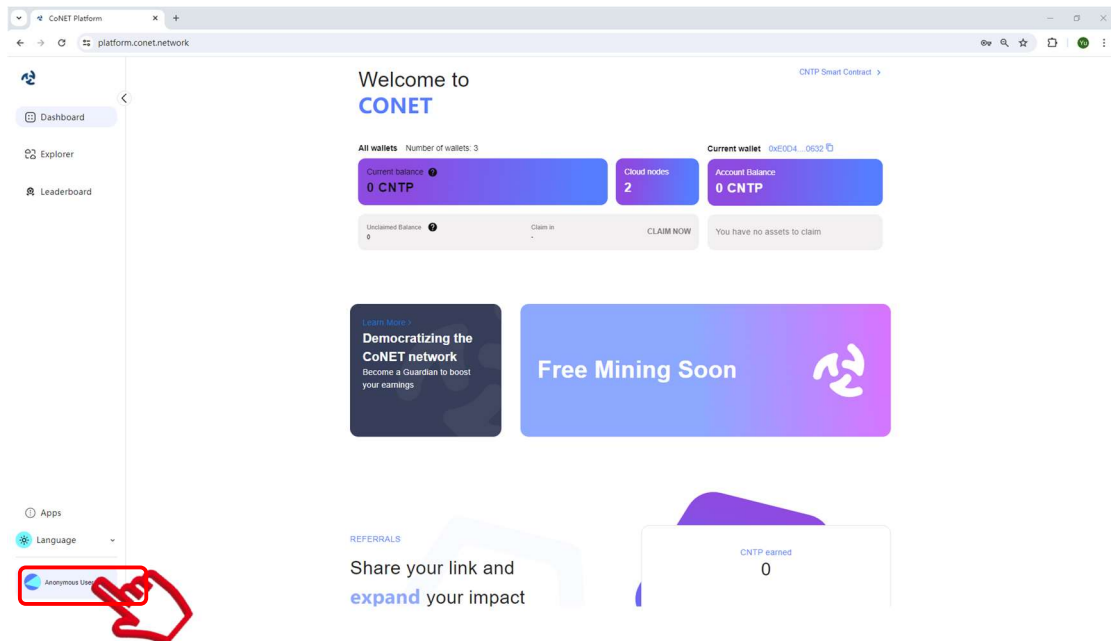 CoNET Platform
platform.conet.network
Yu
Dashboard
Explorer
Leaderboard
Apps
Language
Anonymous User
Welcome to
CONET
CNTP Smart Contract >
All wallets Number of wallets: 3
Current wallet 0xE0D4...0632
Current balance ?
0 CNTP
Cloud nodes
2
Account Balance
0 CNTP
Unclaimed Balance ?
0
Claim in
-
CLAIM NOW
You have no assets to claim
Learn More >
Democratizing the
CoNET network
Become a Guardian to boost
your earnings
Free Mining Soon
REFERRALS
Share your link and
expand your impact
CNTP earned
0